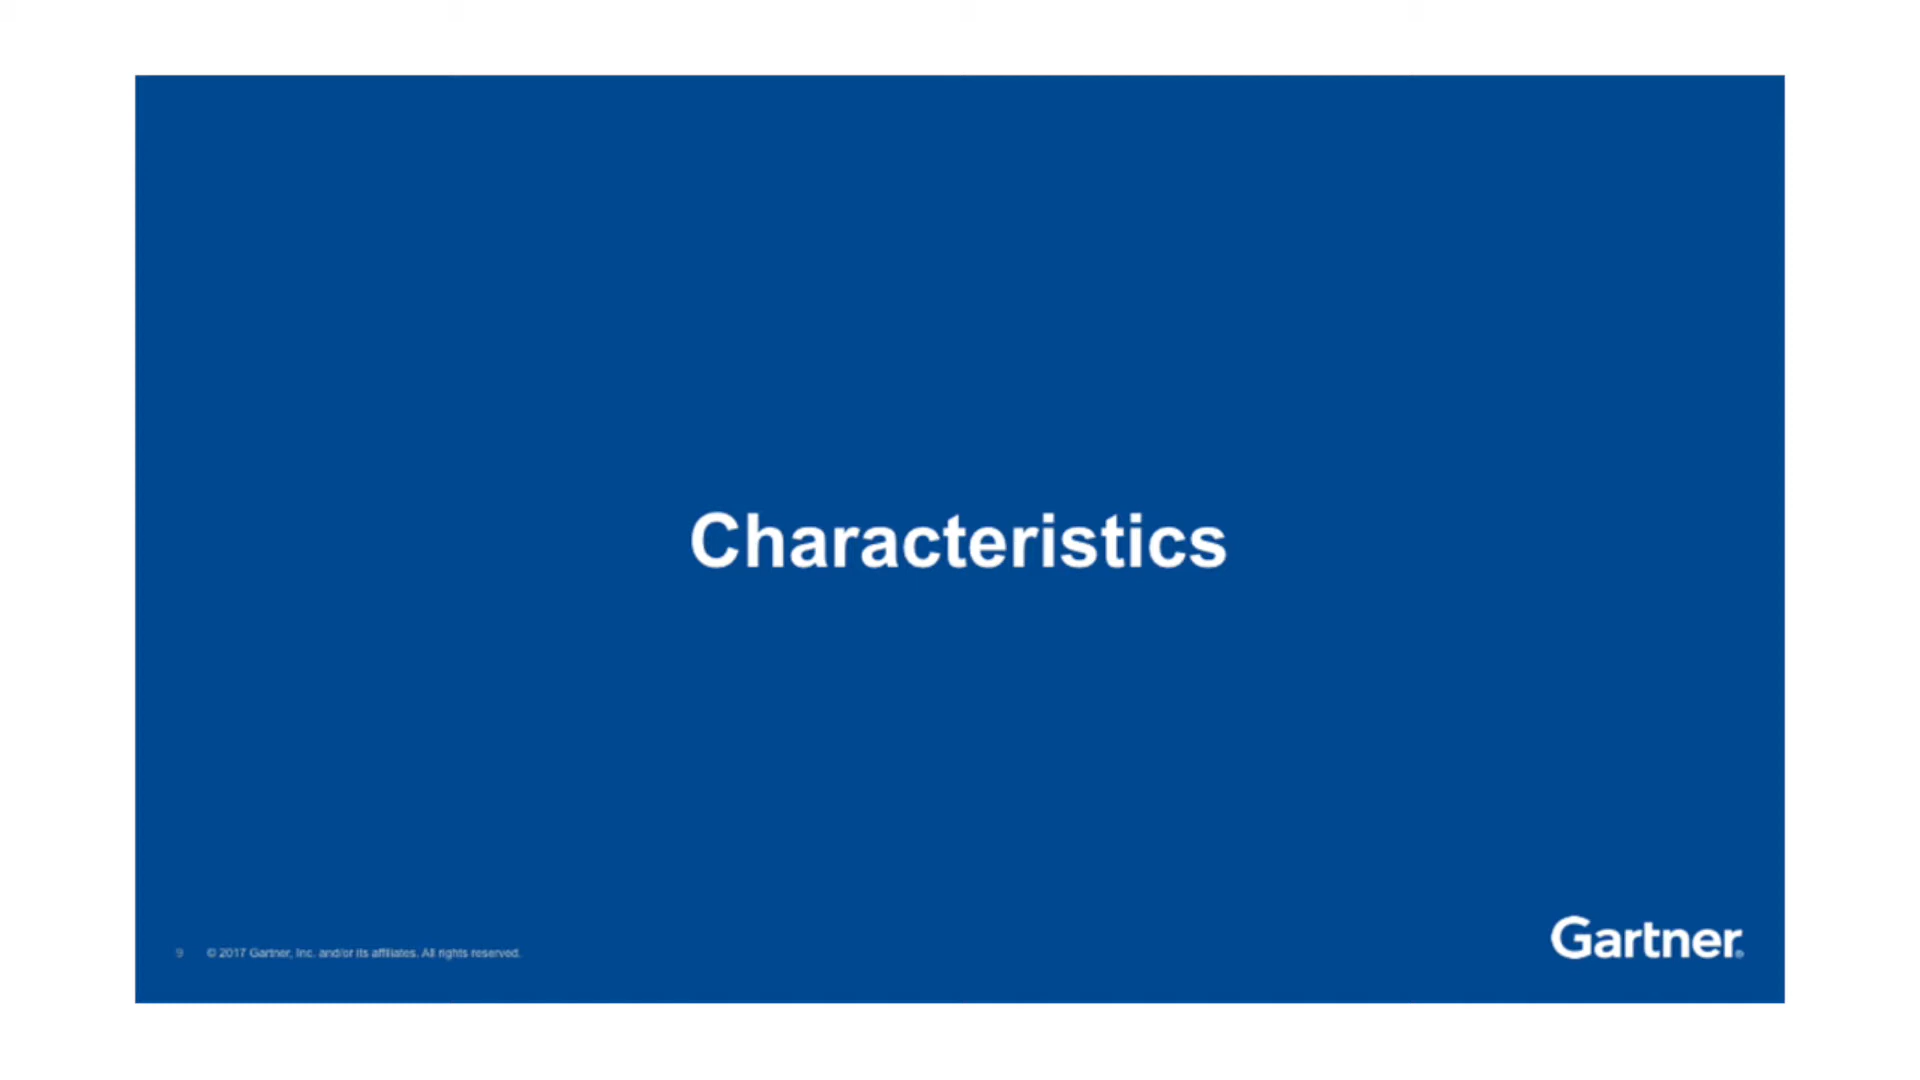 Characteristics
9 © 2017 Gartner, Inc. and/or its affiliates. All rights reserved.
Gartner®